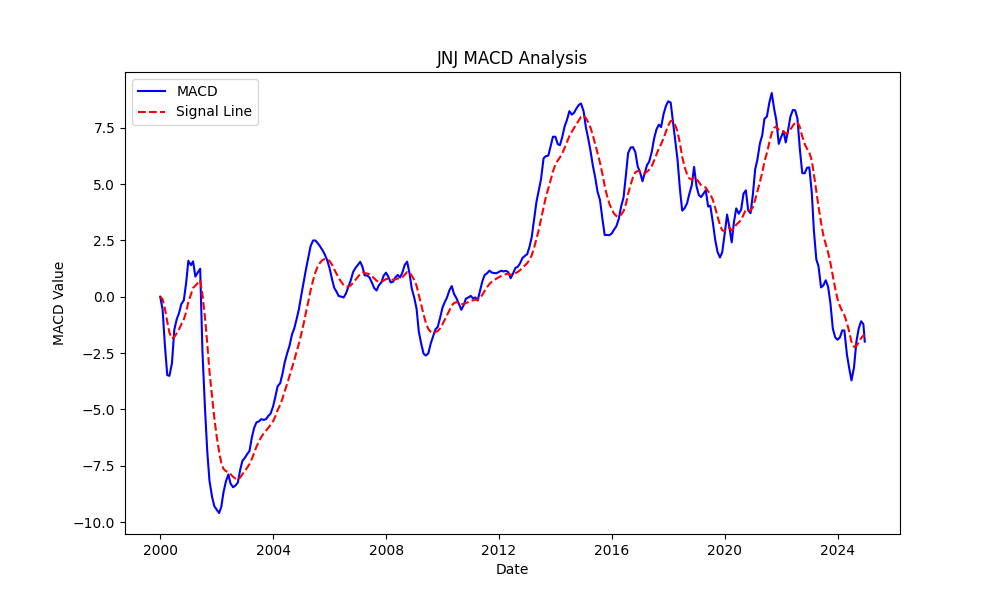 JNJ MACD Analysis
MACD
Signal Line
MACD Value
7.5
5.0
2.5
0.0
−2.5
−5.0
−7.5
−10.0
2000 2004 2008 2012 2016 2020 2024
Date